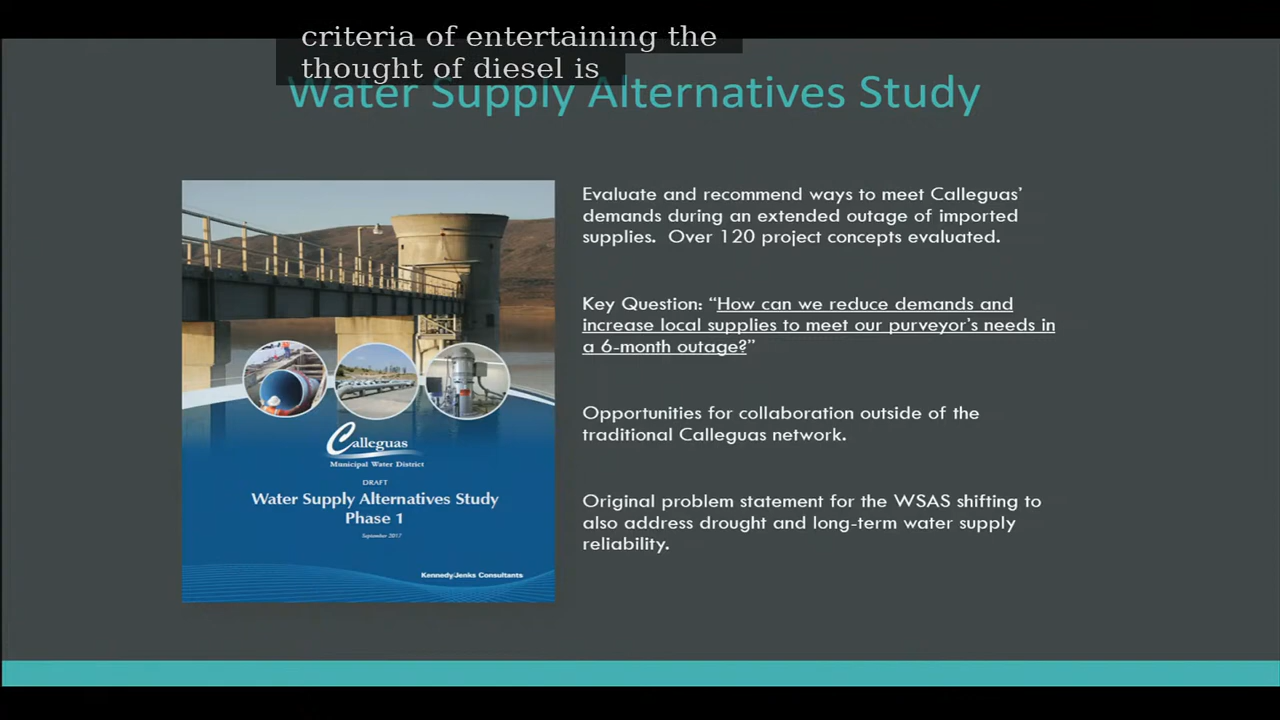 criteria of entertaining the
thought of diesel is
Water Supply Alternatives Study
Evaluate and recommend ways to meet Calleguas’
demands during an extended outage of imported
supplies.  Over 120 project concepts evaluated.
Key Question: “How can we reduce demands and
increase local supplies to meet our purveyor’s needs in
a 6-month outage?”
Opportunities for collaboration outside of the
traditional Calleguas network.
Original problem statement for the WSAS shifting to
also address drought and long-term water supply
reliability.
Calleguas
Municipal Water District
DRAFT
Water Supply Alternatives Study
Phase 1
September 2017
Kennedy/Jenks Consultants